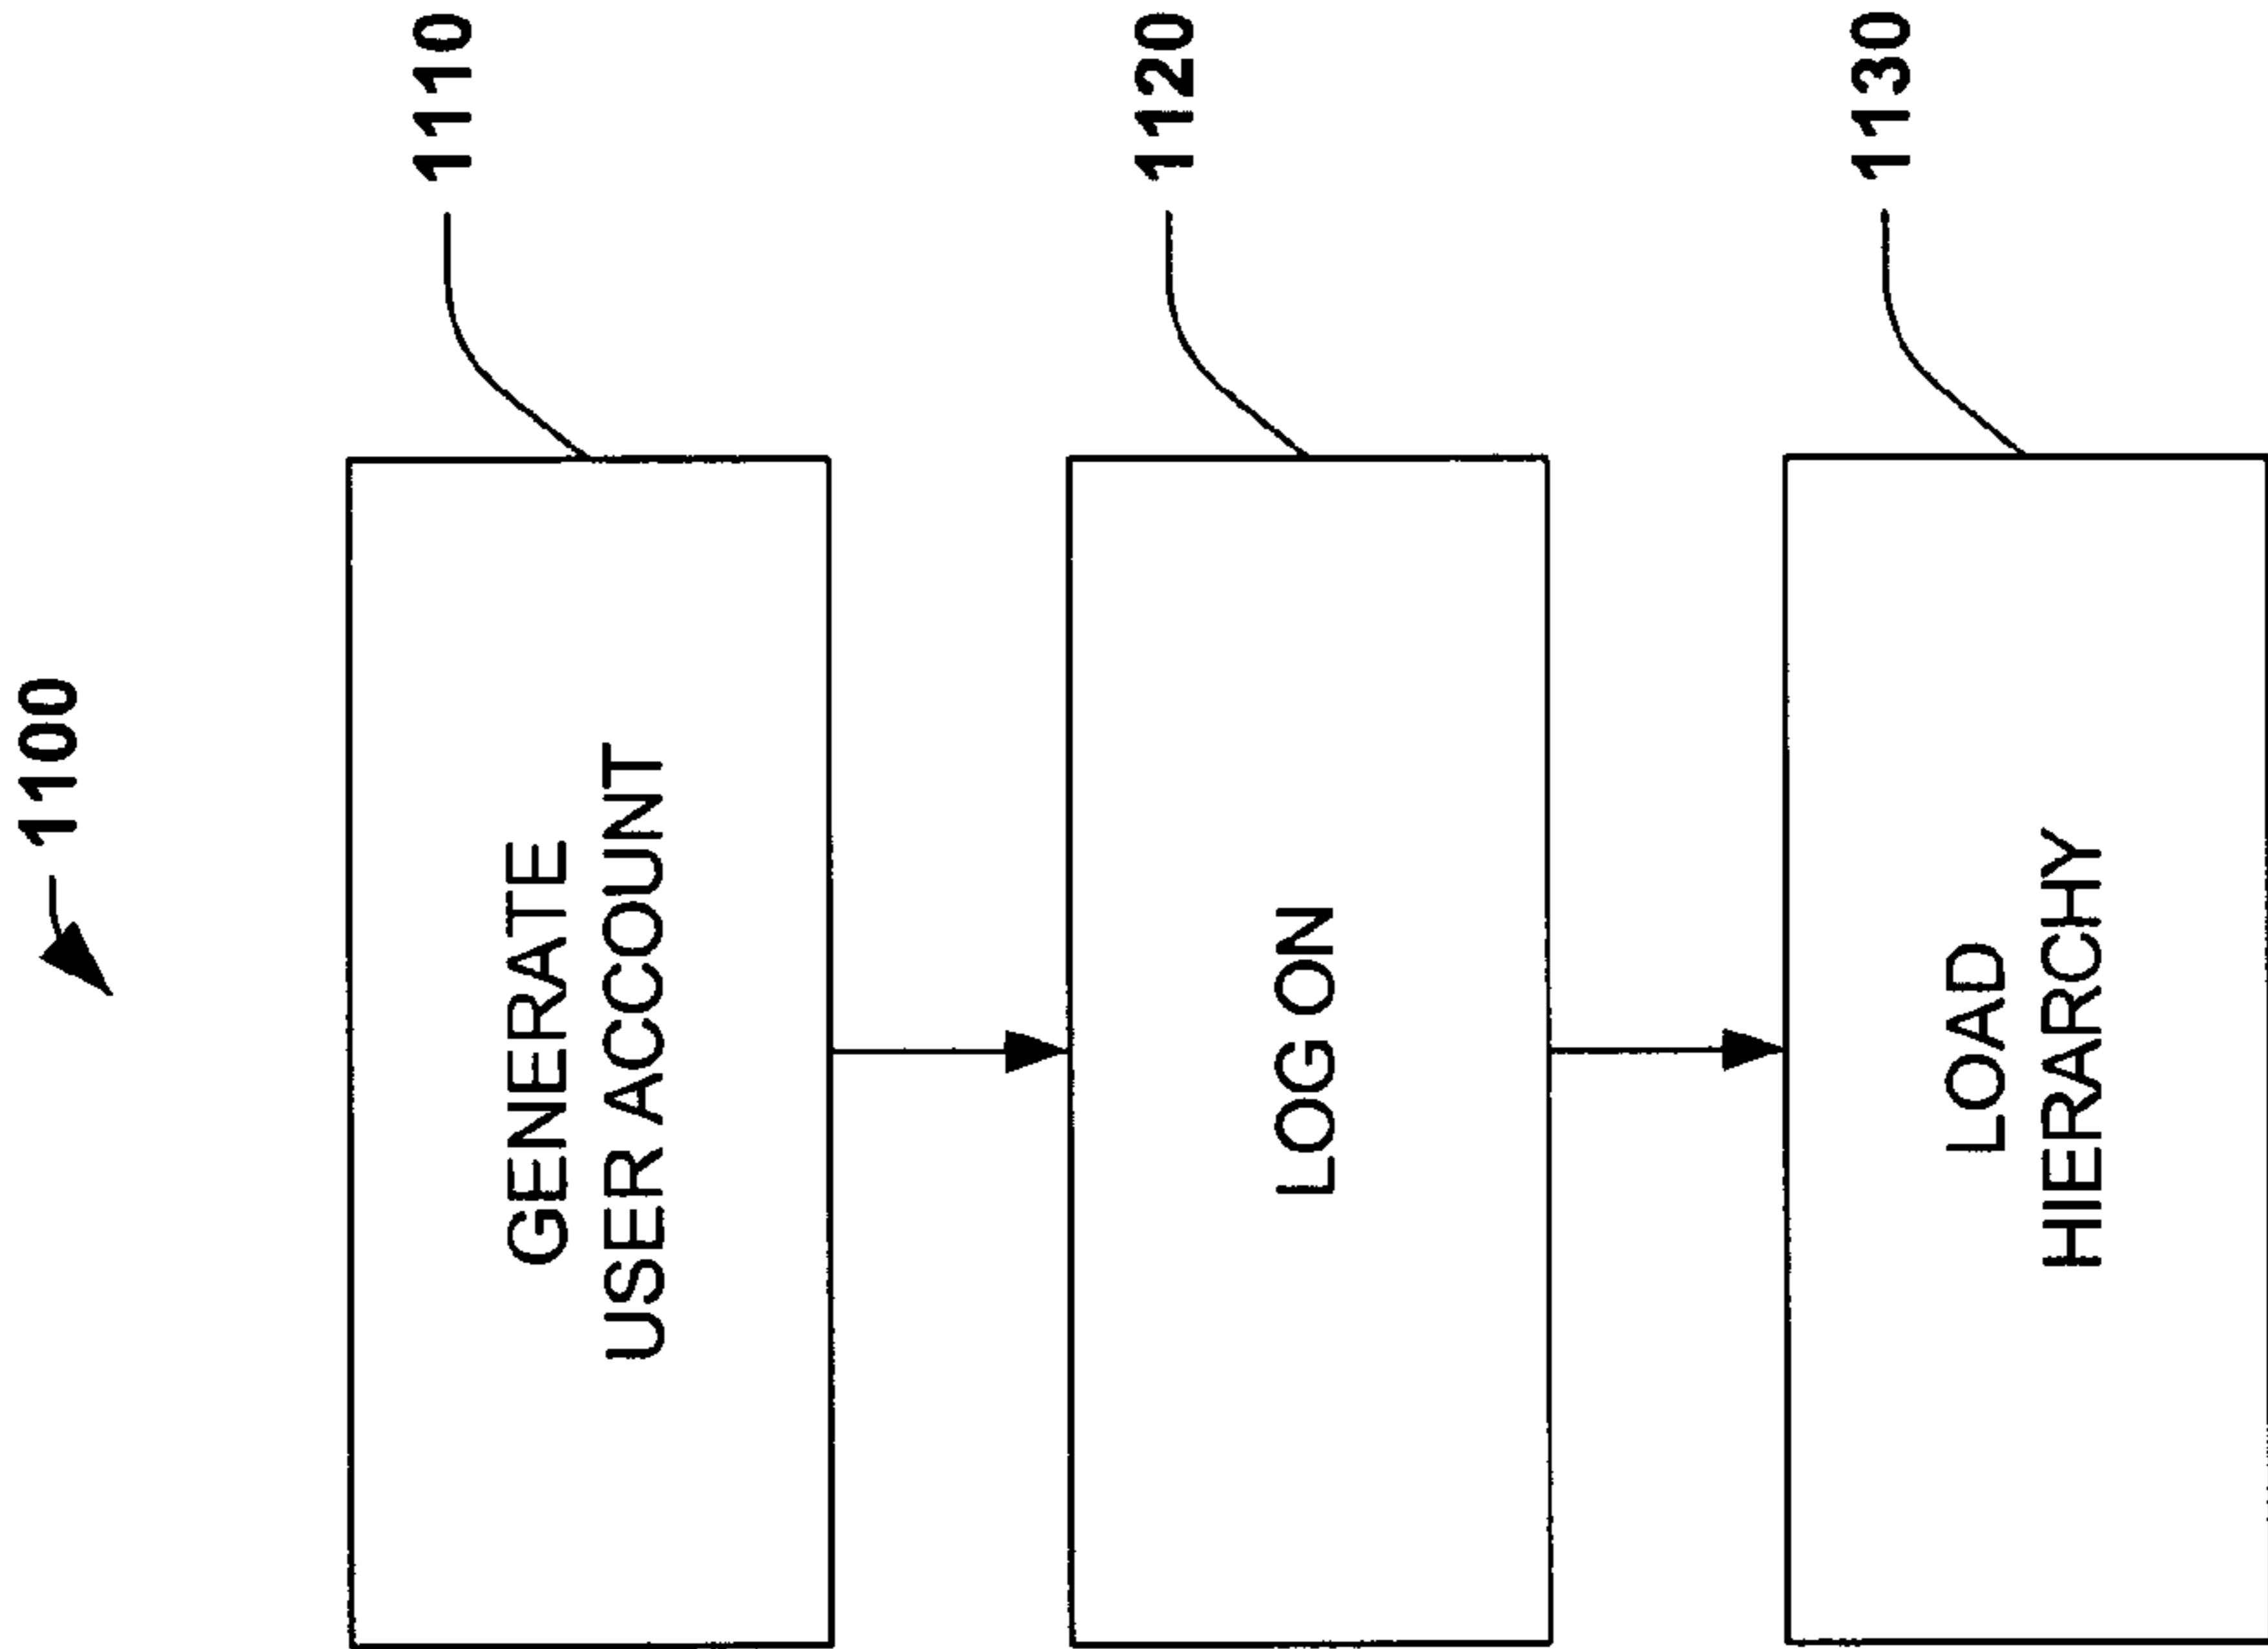 1100
GENERATE
USER ACCOUNT
1110
LOG ON
1120
LOAD
HIERARCHY
1130